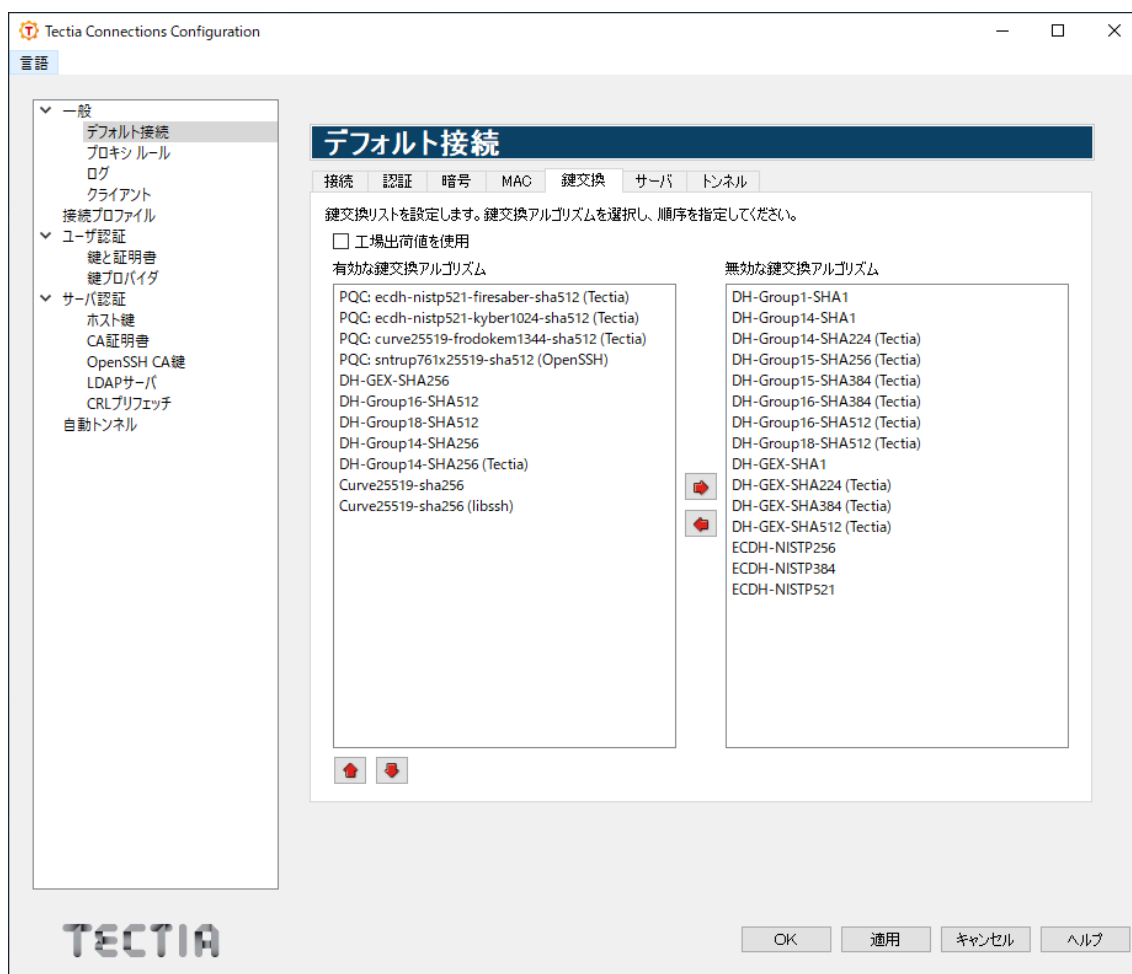 Tectia Connections Configuration
言語
一般
デフォルト接続
プロキシ ルール
ログ
クライアント
接続プロファイル
ユーザ認証
鍵と証明書
鍵プロバイダ
サーバ認証
ホスト鍵
CA証明書
OpenSSH CA鍵
LDAPサーバ
CRLプリフェッチ
自動トンネル
デフォルト接続
接続 認証 暗号 MAC 鍵交換 サーバ トンネル
鍵交換リストを設定します。鍵交換アルゴリズムを選択し、順序を指定してください。
工場出荷値を使用
有効な鍵交換アルゴリズム
PQC: ecdh-nistp521-firesaber-sha512 (Tectia)
PQC: ecdh-nistp521-kyber1024-sha512 (Tectia)
PQC: curve25519-frodokem1344-sha512 (Tectia)
PQC: sntrup761x25519-sha512 (OpenSSH)
DH-GEX-SHA256
DH-Group16-SHA512
DH-Group18-SHA512
DH-Group14-SHA256
DH-Group14-SHA256 (Tectia)
Curve25519-sha256
Curve25519-sha256 (libssh)
無効な鍵交換アルゴリズム
DH-Group1-SHA1
DH-Group14-SHA1
DH-Group14-SHA224 (Tectia)
DH-Group15-SHA256 (Tectia)
DH-Group15-SHA384 (Tectia)
DH-Group16-SHA384 (Tectia)
DH-Group16-SHA512 (Tectia)
DH-Group18-SHA512 (Tectia)
DH-GEX-SHA1
DH-GEX-SHA224 (Tectia)
DH-GEX-SHA384 (Tectia)
DH-GEX-SHA512 (Tectia)
ECDH-NISTP256
ECDH-NISTP384
ECDH-NISTP521
TECTIA
OK 適用 キャンセル ヘルプ